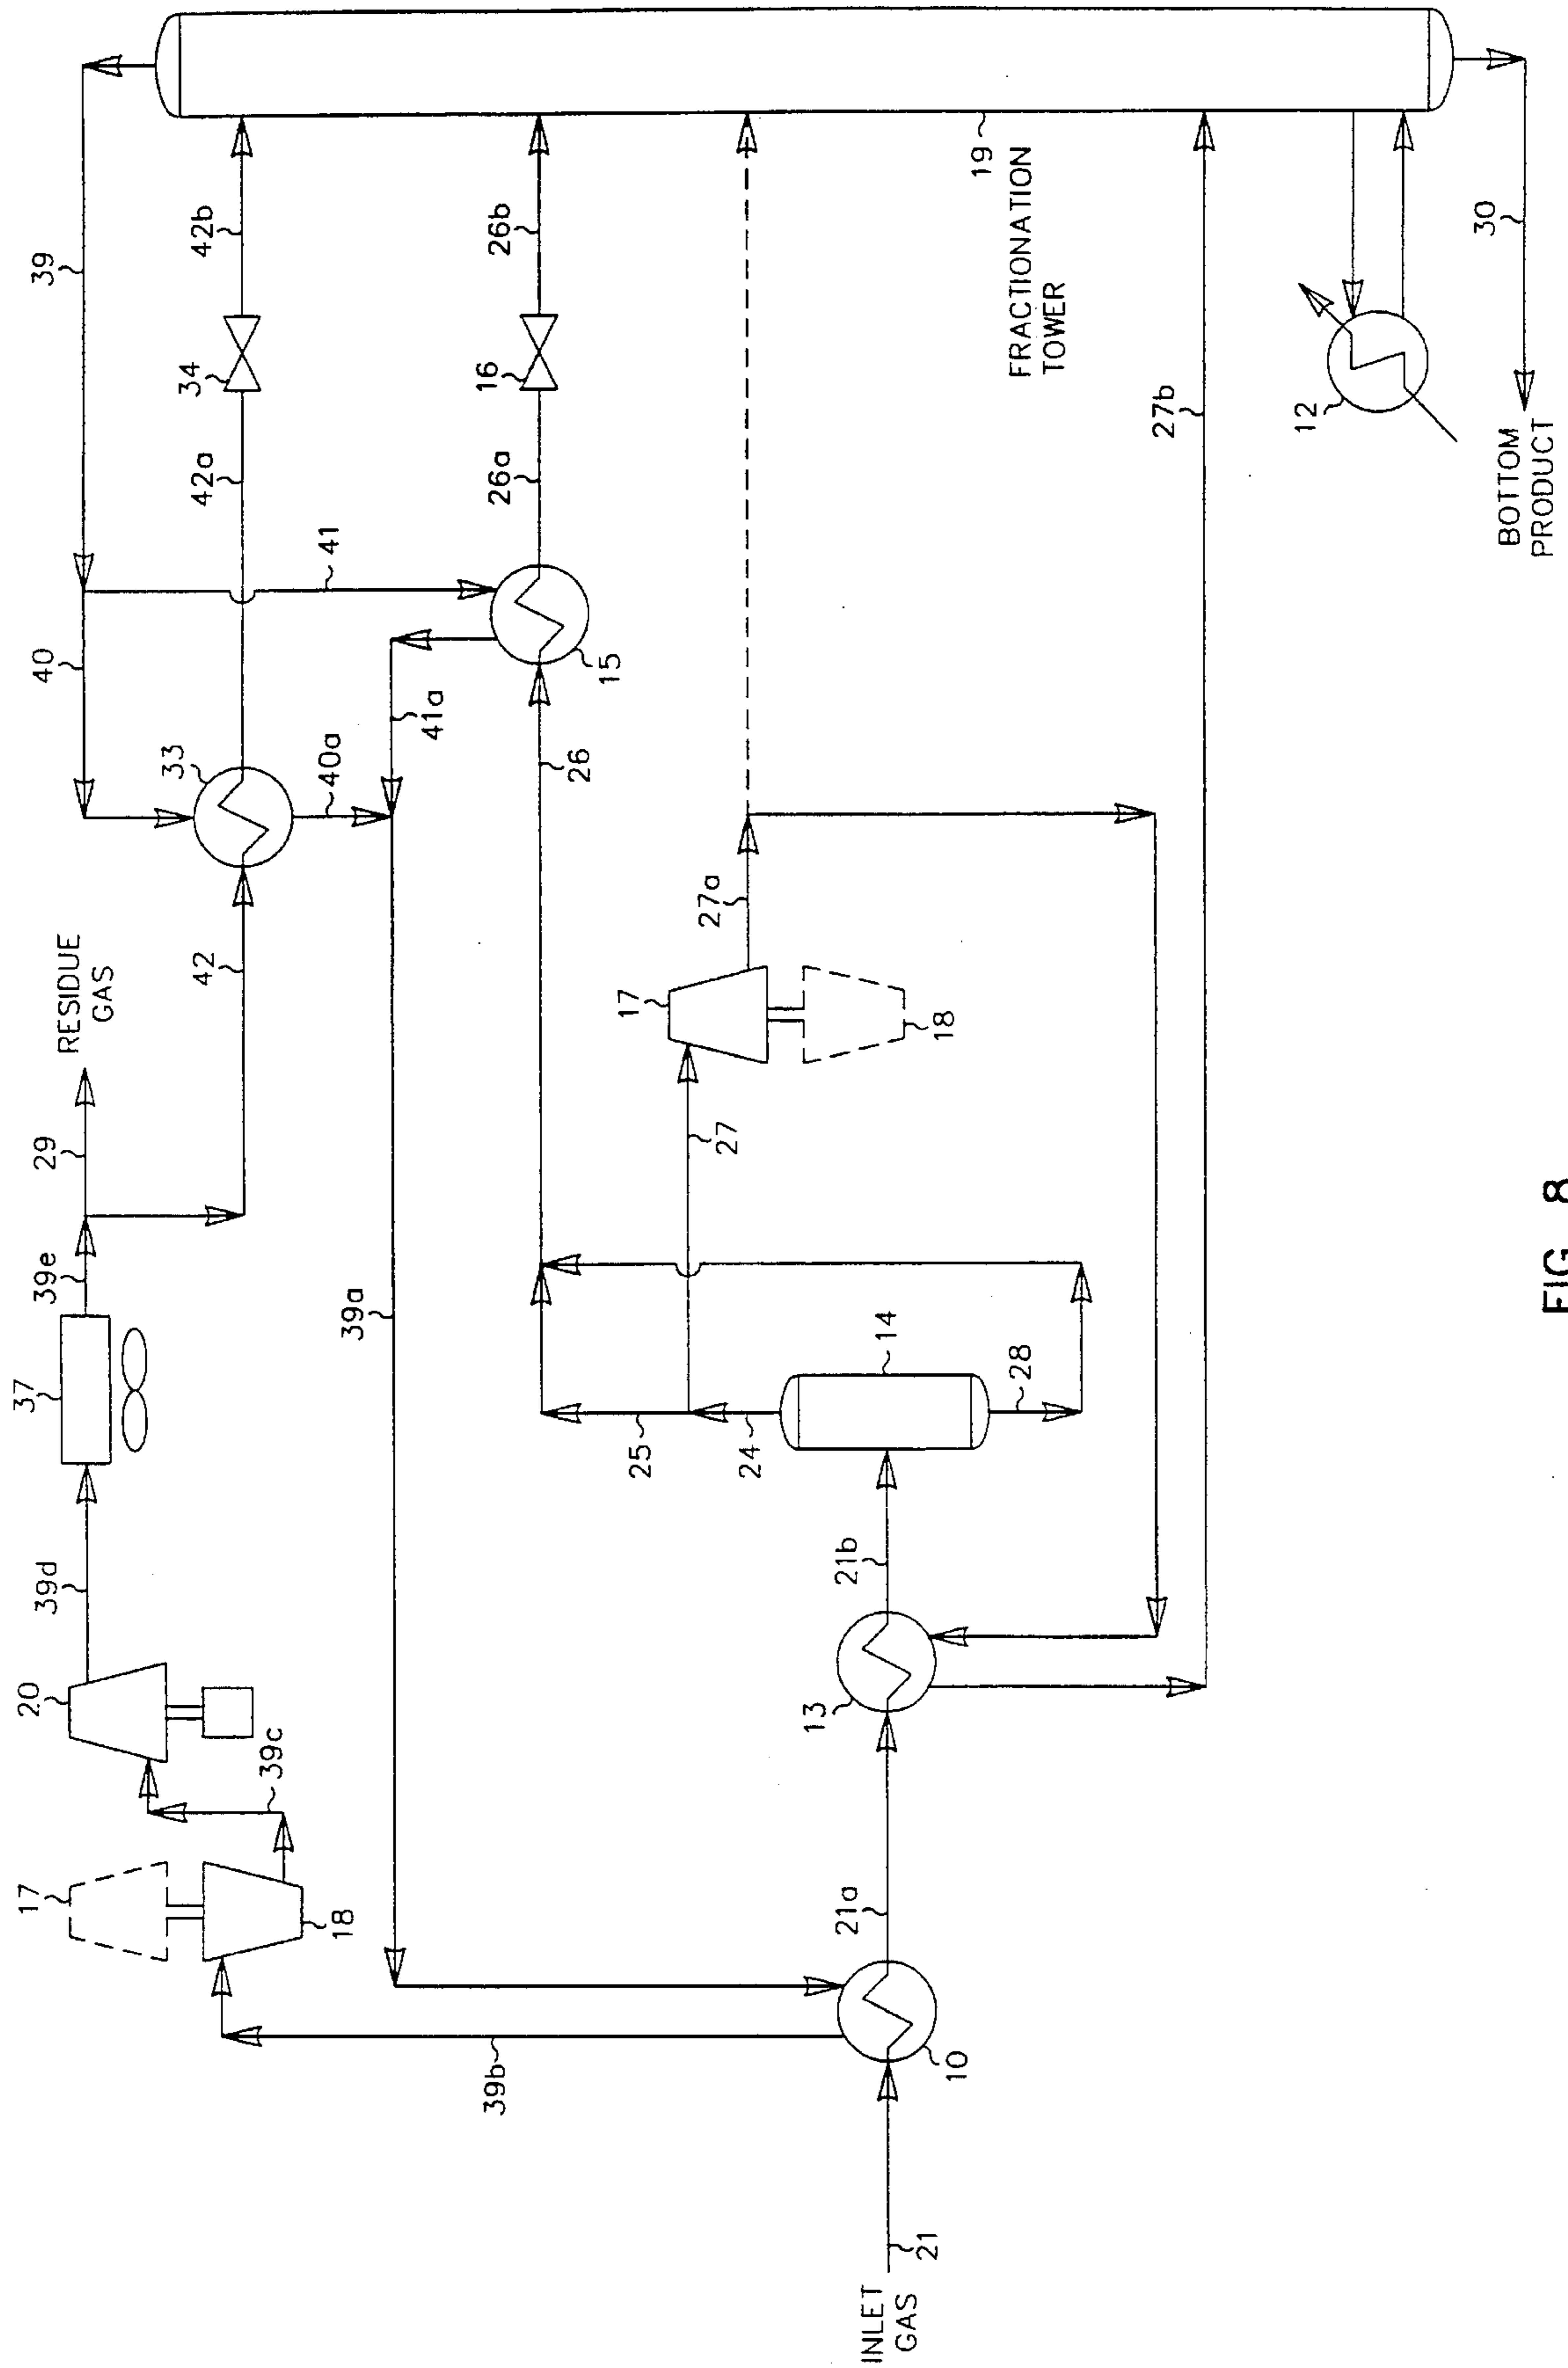 39
42b
26b
19
FRACTIONATION
TOWER
27b
12
30
BOTTOM
PRODUCT
34
42a
16
26a
41
40
33
40a
41a
15
26
RESIDUE
GAS
42
27a
17
18
27
29
39e
37
39a
14
25
24
28
39d
21b
20
39c
13
17
18
21a
39b
10
21
INLET
GAS
FIG. 8